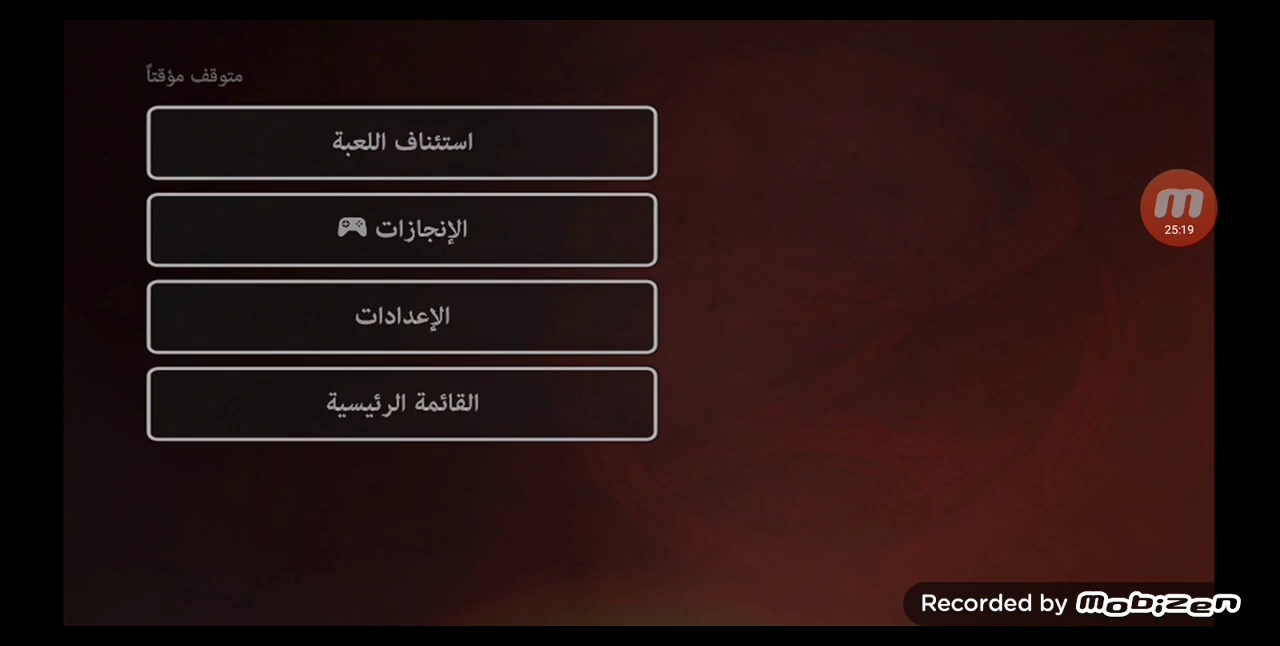 متوقف مؤقتاً
استئناف اللعبة
الإنجازات
الإعدادات
القائمة الرئيسية
25:19
Recorded by mobizen